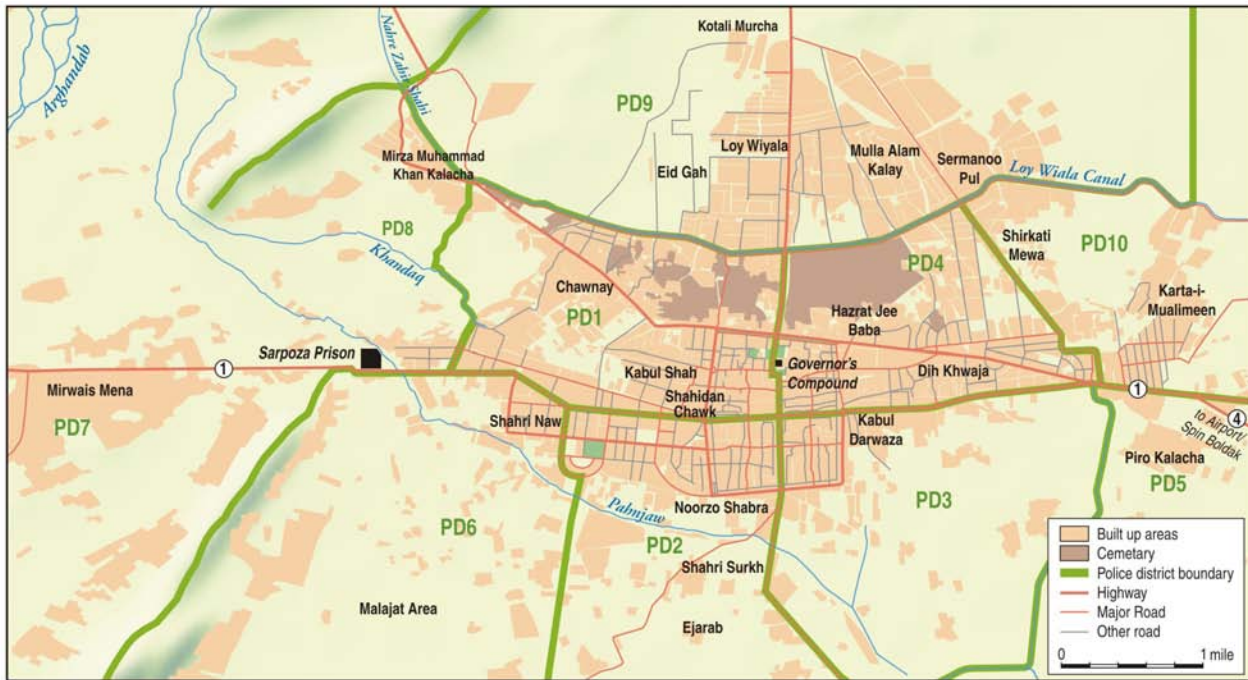 Kotali Murcha
Arghandab
Nahre Zahir Shahi
PD9
Mirza Muhammad
Khan Kalacha
Eid Gah
Loy Wiyala
Mulla Alam
Kalay
Sermanoo
Pul
Loy Wiala Canal
PD8
Khandaq
Shirkati
Mewa
PD10
PD4
Chawnay
PD1
Hazrat Jee
Baba
Karta-i-
Mualimeen
Sarpoza Prison
1
Mirwais Mena
PD7
Kabul Shah
Governor's
Compound
Dih Khwaja
Shahidan
Chawk
Shahri Naw
Kabul
Darwaza
1
4
to Airport/
Spin Boldak
Piro Kalacha
PD5
PD3
Noorzo Shabra
Pabnjaw
PD6
PD2
Shahri Surkh
Malajat Area
Ejarab
Built up areas
Cemetary
Police district boundary
Highway
Major Road
Other road
0
1 mile